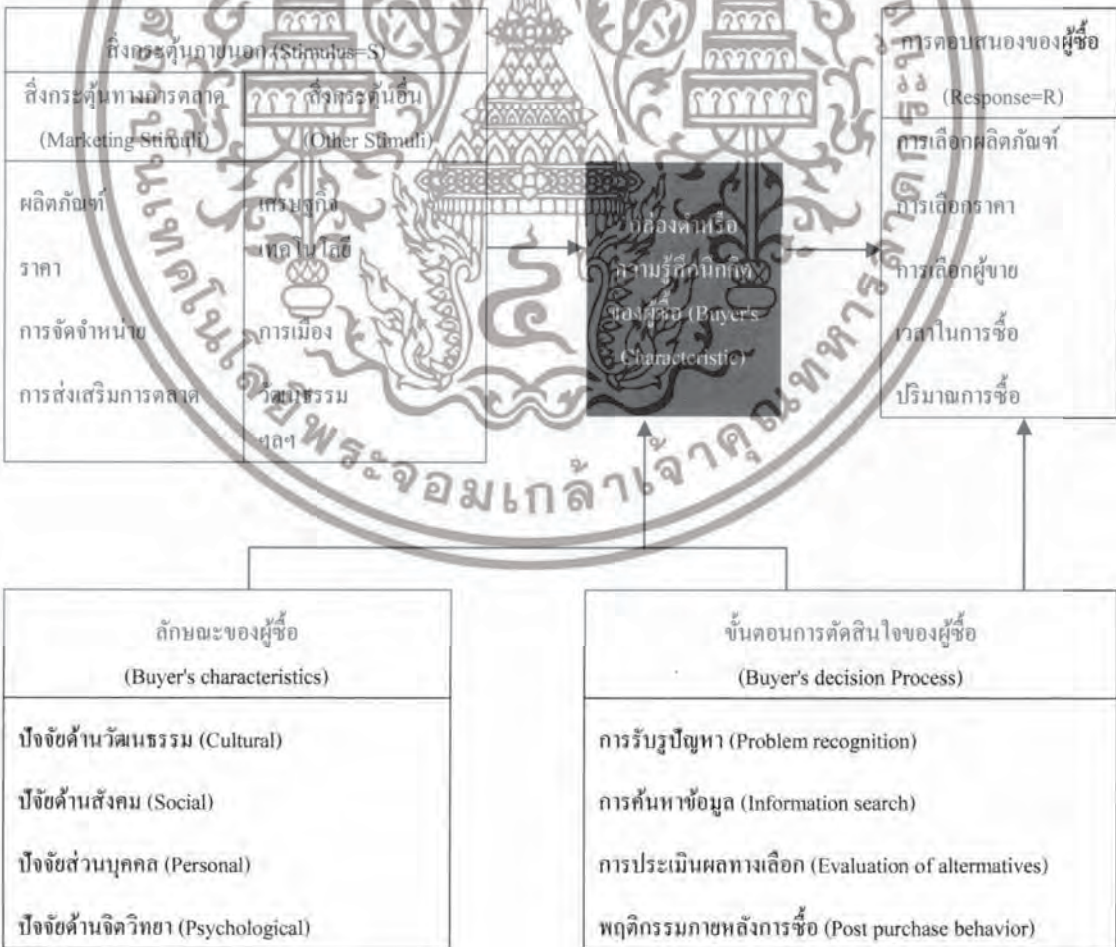 สิ่งกระตุ้นภายนอก (Stimulus=S)
สิ่งกระตุ้นทางการตลาด
(Marketing Stimuli)
สิ่งกระตุ้นอื่น
(Other Stimuli)
ผลิตภัณฑ์
ราคา
การจัดจำหน่าย
การส่งเสริมการตลาด
เศรษฐกิจ
เทคโนโลยี
การเมือง
วัฒนธรรม
ฯลฯ
กล่องดำหรือ
ความรู้สึกนึกคิด
ของผู้ซื้อ (Buyer's
Characteristic)
การตอบสนองของผู้ซื้อ
(Response=R)
การเลือกผลิตภัณฑ์
การเลือกราคา
การเลือกผู้ขาย
เวลาในการซื้อ
ปริมาณการซื้อ
นเทคโนโลยีพระจอมเกล้าเจ้าคุณทหารลาดกระบัง
ลักษณะของผู้ซื้อ
(Buyer's characteristics)
ปัจจัยด้านวัฒนธรรม (Cultural)
ปัจจัยด้านสังคม (Social)
ปัจจัยส่วนบุคคล (Personal)
ปัจจัยด้านจิตวิทยา (Psychological)
ขั้นตอนการตัดสินใจของผู้ซื้อ
(Buyer's decision Process)
การรับรูปัญหา (Problem recognition)
การค้นหาข้อมูล (Information search)
การประเมินผลทางเลือก (Evaluation of altermatives)
พฤติกรรมภายหลังการซื้อ (Post purchase behavior)